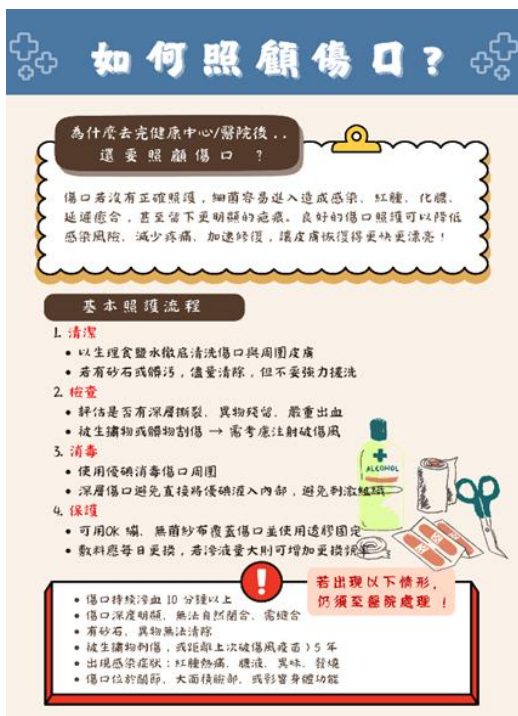 如何照顧傷口？
為什麼去完健康中心/醫院後..
還要照顧傷口 ？
傷口若沒有正確照護，細菌容易進入造成感染、紅腫、化膿、
延遲癒合，甚至留下更明顯的疤痕。良好的傷口照護可以降低
感染風險、減少疼痛、加速修復，讓皮膚恢復得更快更漂亮！
基本照護流程
1. 清潔
• 以生理食鹽水徹底清洗傷口與周圍皮膚
• 若有砂石或髒污，儘量清除，但不要強力搓洗
2. 檢查
• 評估是否有深層撕裂、異物殘留、嚴重出血
• 被生鏽物或髒物割傷 → 需考慮注射破傷風
3. 消毒
• 使用優碘消毒傷口周圍
• 深層傷口避免直接將優碘灌入內部，避免刺激組織
4. 保護
• 可用OK 繃、無菌紗布覆蓋傷口並使用透膠固定
• 敷料應每日更換，若滲液量大則可增加更換頻率
ALCOHOL
若出現以下情形，
仍須至醫院處理 ！
• 傷口持續滲血 10 分鐘以上
• 傷口深度明顯、無法自然閉合、需縫合
• 有砂石、異物無法清除
• 被生鏽物刺傷，或距離上次破傷風疫苗 > 5 年
• 出現感染症狀：紅腫熱痛、膿液、異味、發燒
• 傷口位於關節、大面積臉部、或影響身體功能